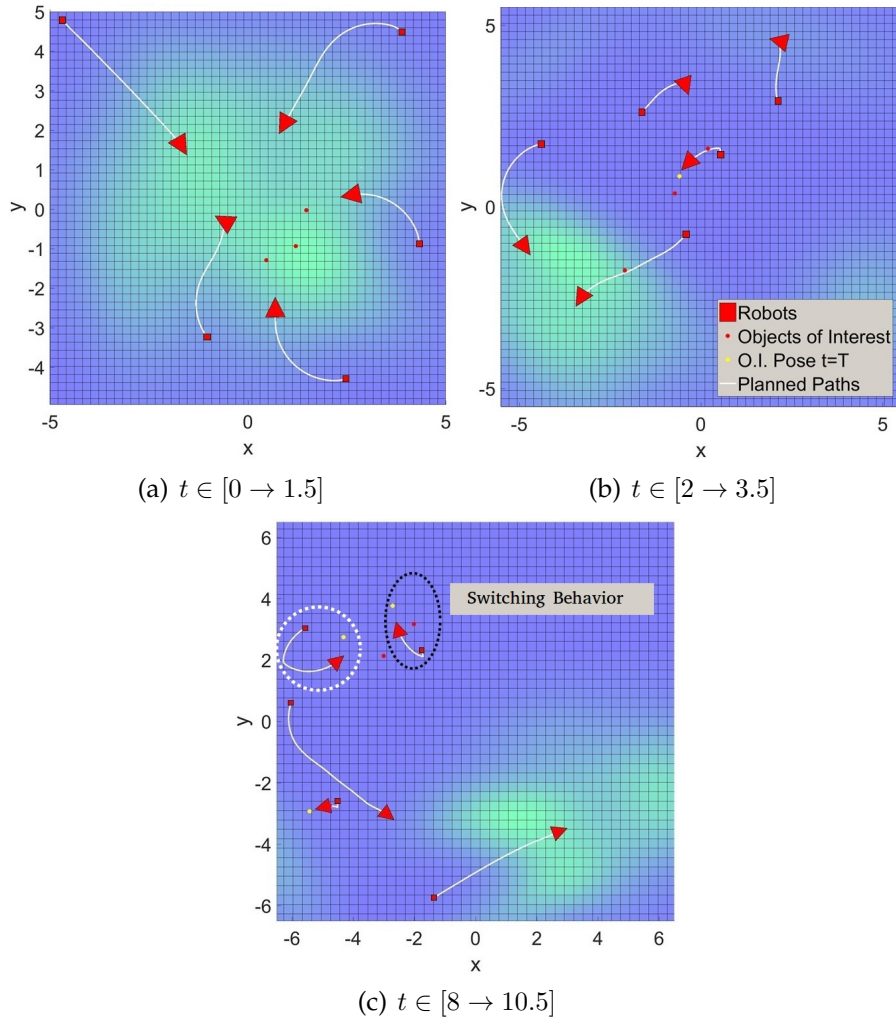 5
4
3
2
1
0
-1
-2
-3
-4
y
-5
0
5
x
(a) t ∈ [0 → 1.5]
5
0
-5
y
-5
0
5
x
Robots
Objects of Interest
O.I. Pose t=T
Planned Paths
(b) t ∈ [2 → 3.5]
6
4
2
0
-2
-4
-6
y
Switching Behavior
-6
-4
-2
0
2
4
6
x
(c) t ∈ [8 → 10.5]